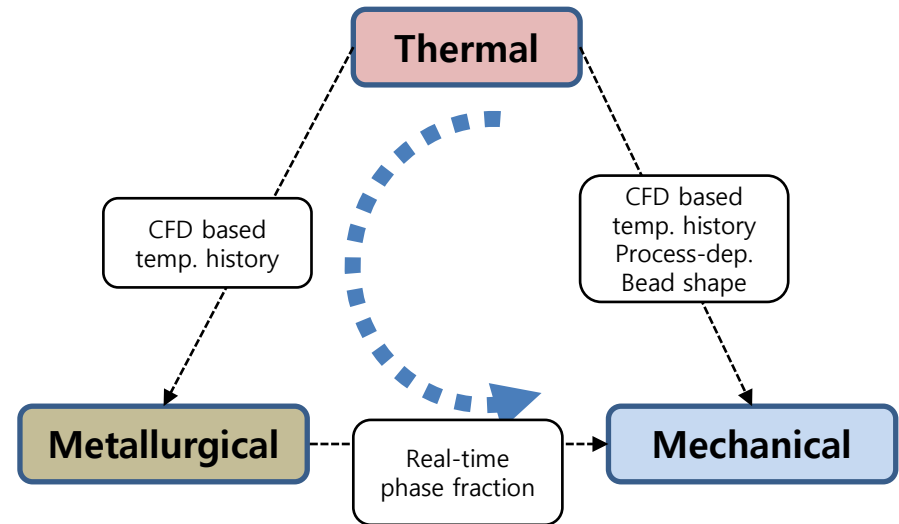 Thermal
CFD based
temp. history
CFD based
temp. history
Process-dep.
Bead shape
Metallurgical
Real-time
phase fraction
Mechanical